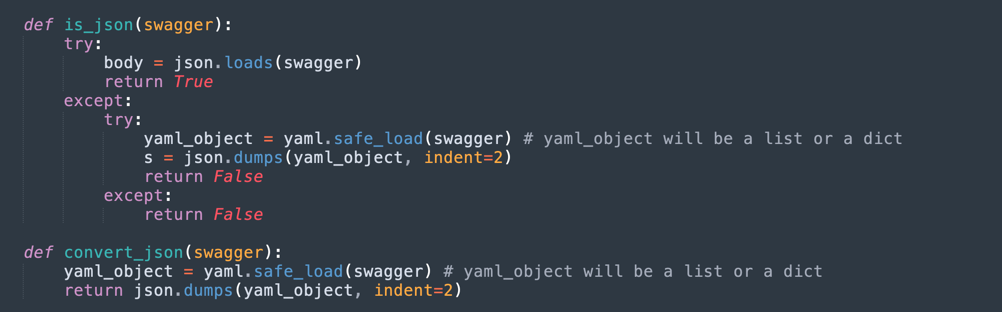 def is_json(swagger):
    try:
        body = json.loads(swagger)
        return True
    except:
        try:
            yaml_object = yaml.safe_load(swagger) # yaml_object will be a list or a dict
            s = json.dumps(yaml_object, indent=2)
            return False
        except:
            return False

def convert_json(swagger):
    yaml_object = yaml.safe_load(swagger) # yaml_object will be a list or a dict
    return json.dumps(yaml_object, indent=2)